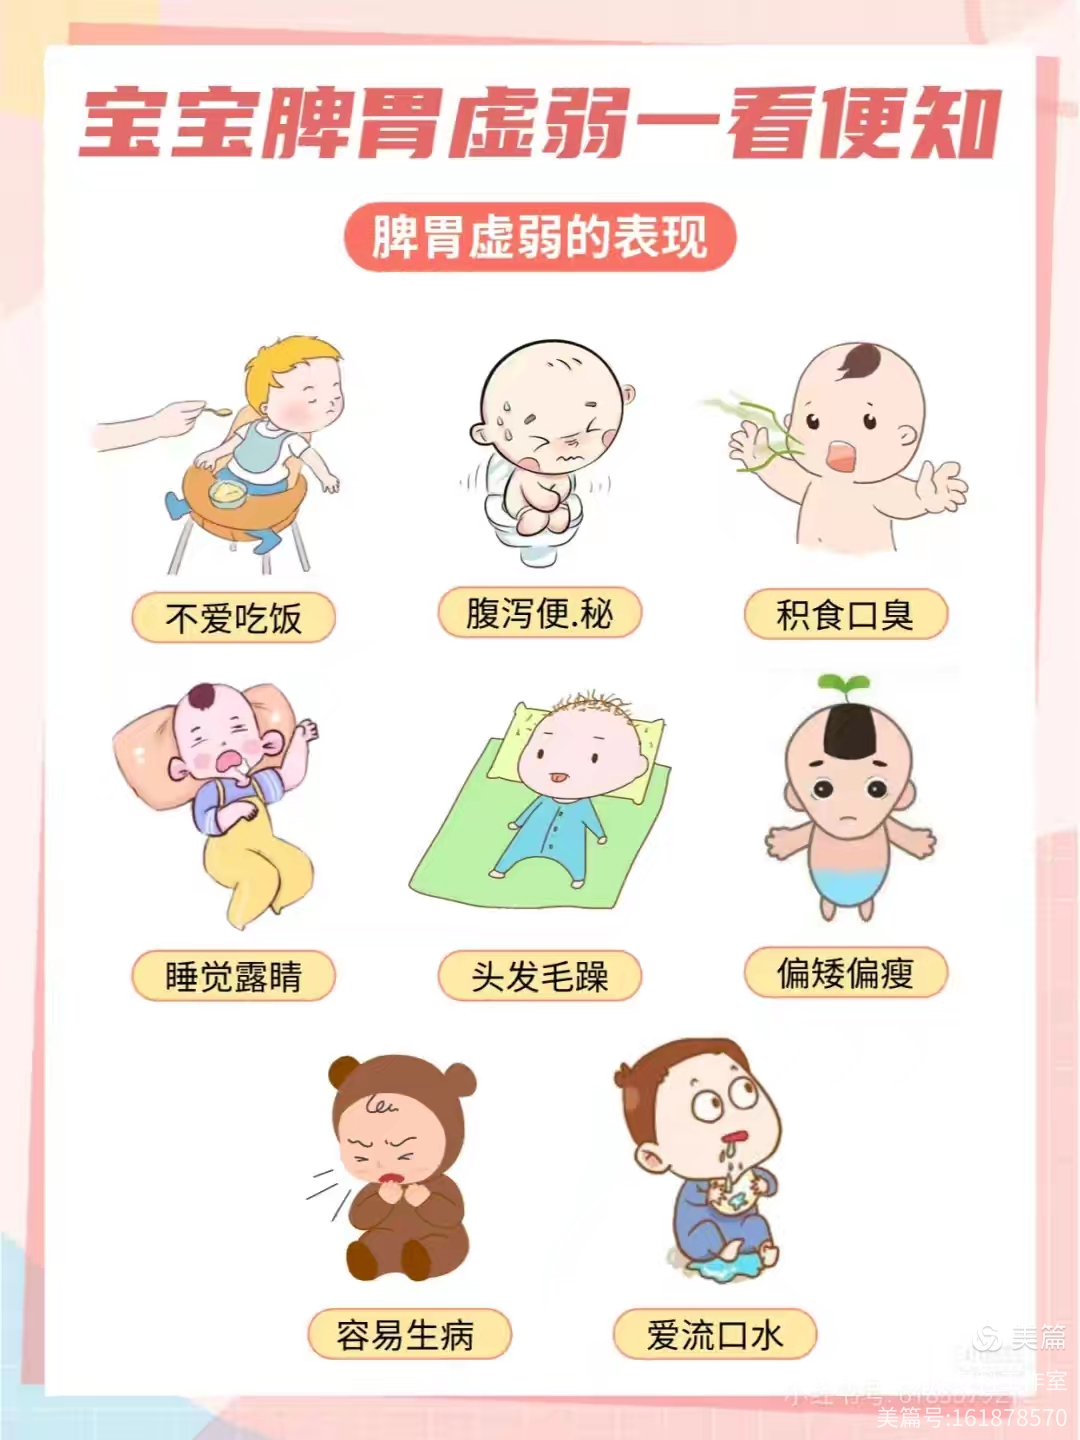 宝宝脾胃虚弱一看便知
脾胃虚弱的表现
不爱吃饭
腹泻便.秘
积食口臭
睡觉露睛
头发毛躁
偏矮偏瘦
容易生病
爱流口水
美篇
作室
美篇号:161878570